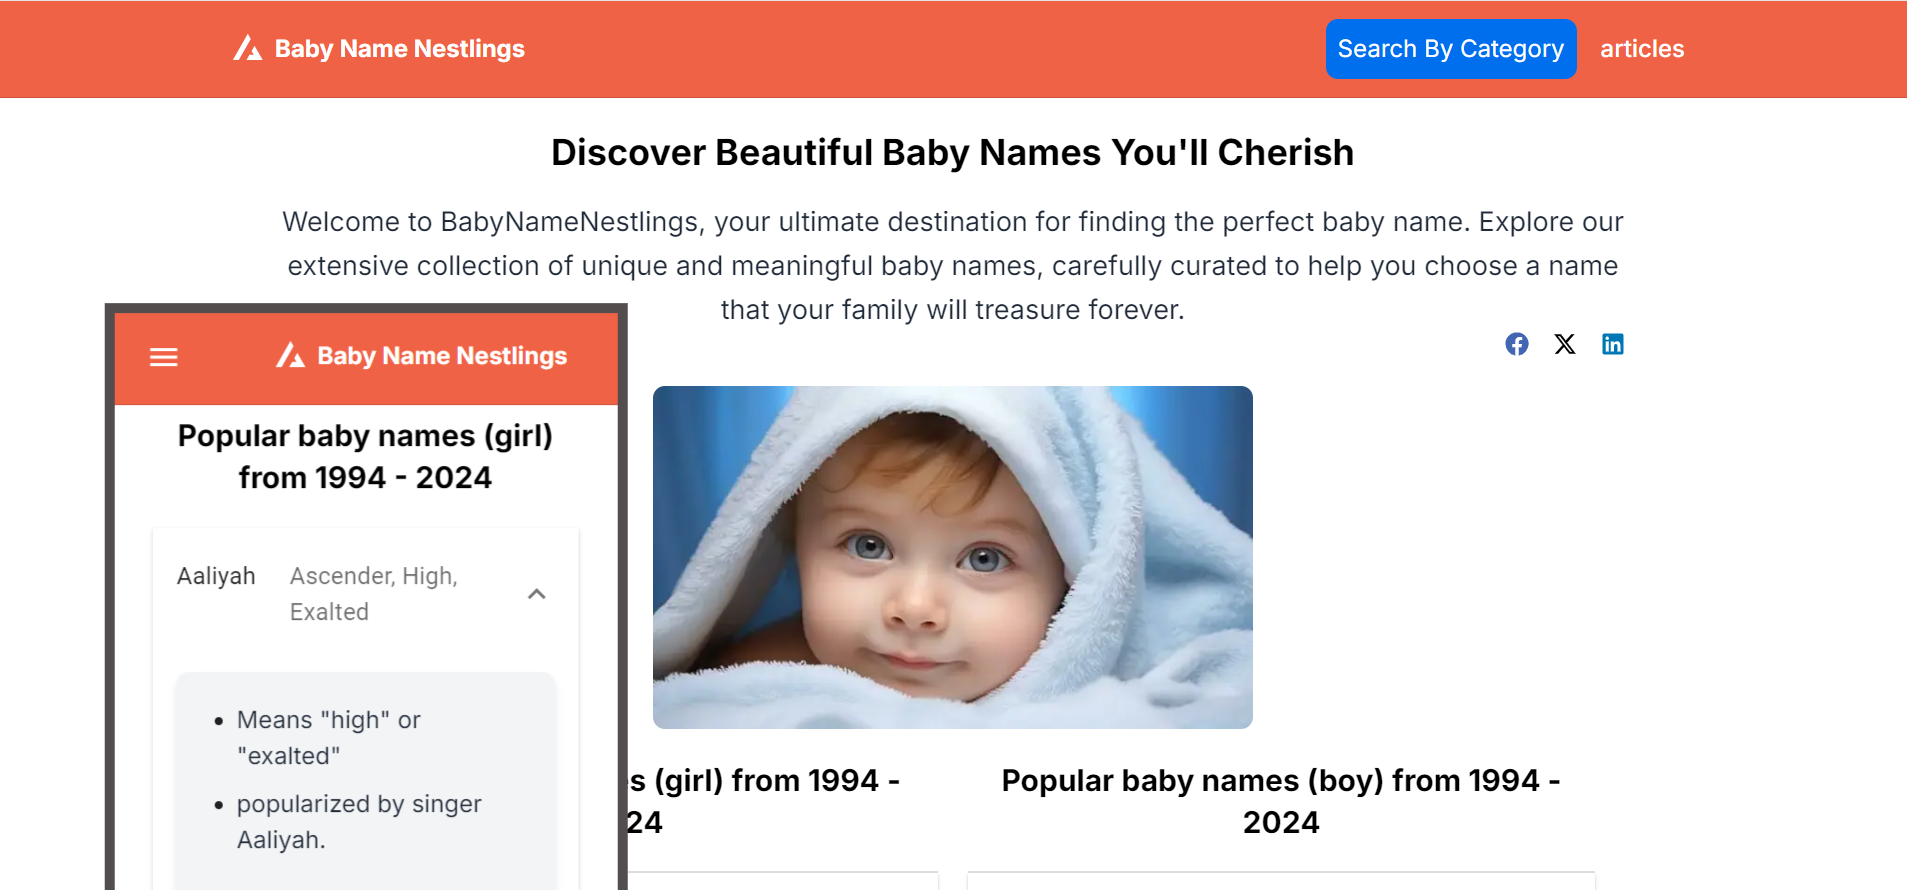 Baby Name Nestlings
Search By Category
articles
Discover Beautiful Baby Names You'll Cherish
Welcome to BabyNameNestlings, your ultimate destination for finding the perfect baby name. Explore our
extensive collection of unique and meaningful baby names, carefully curated to help you choose a name
that your family will treasure forever.
Baby Name Nestlings
Popular baby names (girl)
from 1994 - 2024
Aaliyah
Ascender, High,
Exalted
• Means "high" or
"exalted"
• popularized by singer
Aaliyah.
s (girl) from 1994 -
24
Popular baby names (boy) from 1994 -
2024